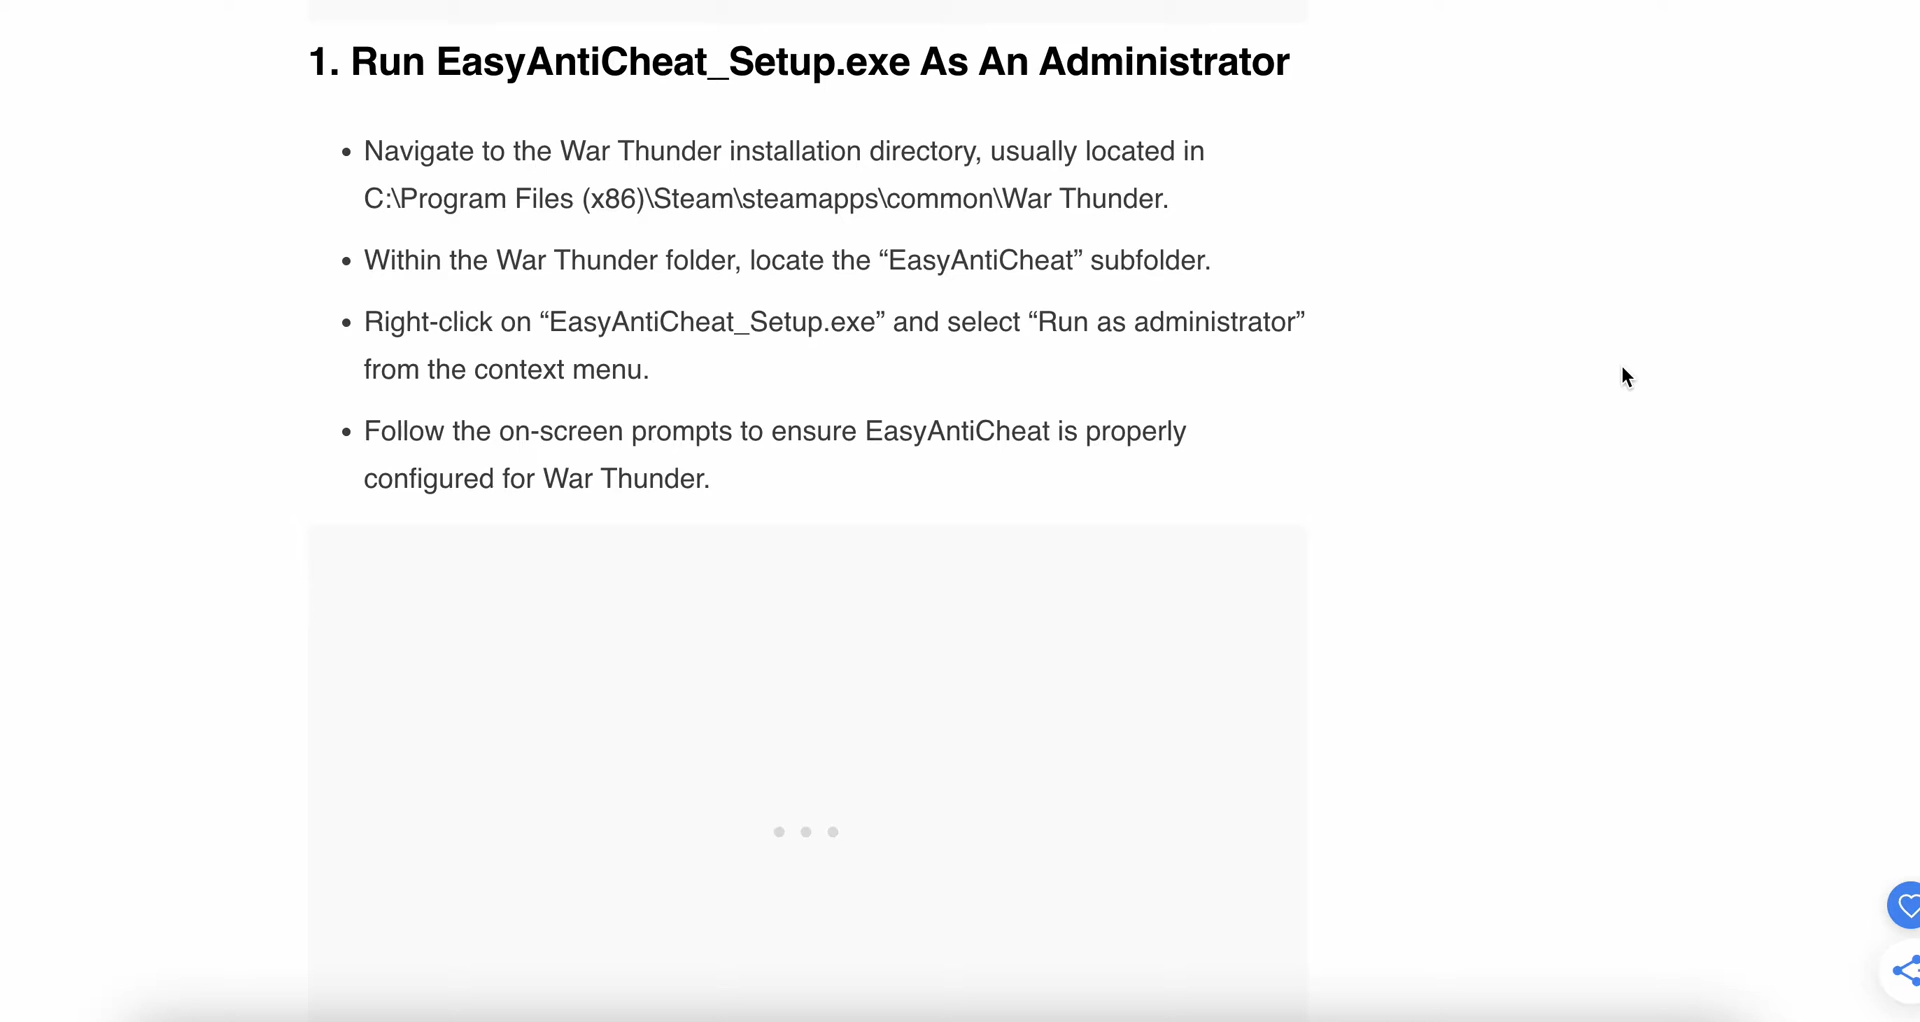 1. Run EasyAntiCheat_Setup.exe As An Administrator
• Navigate to the War Thunder installation directory, usually located in
C:\Program Files (x86)\Steam\steamapps\common\War Thunder.
• Within the War Thunder folder, locate the “EasyAntiCheat” subfolder.
• Right-click on “EasyAntiCheat_Setup.exe” and select “Run as administrator”
from the context menu.
• Follow the on-screen prompts to ensure EasyAntiCheat is properly
configured for War Thunder.